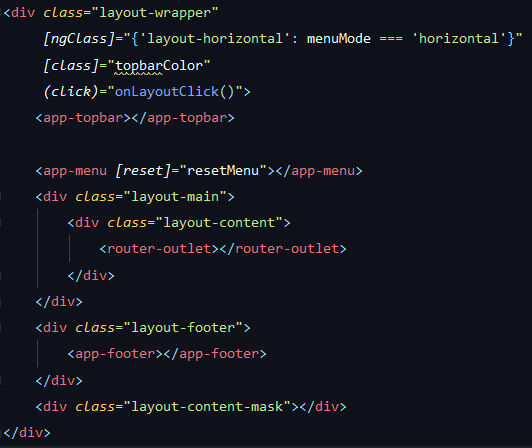 <div class="layout-wrapper"
[ngClass]="{'layout-horizontal': menuMode === 'horizontal'}"
[class]="topbarColor"
(click)="onLayoutClick()">
<app-topbar></app-topbar>
<app-menu [reset]="resetMenu"></app-menu>
<div class="layout-main">
<div class="layout-content">
<router-outlet></router-outlet>
</div>
</div>
<div class="layout-footer">
<app-footer></app-footer>
</div>
<div class="layout-content-mask"></div>
</div>